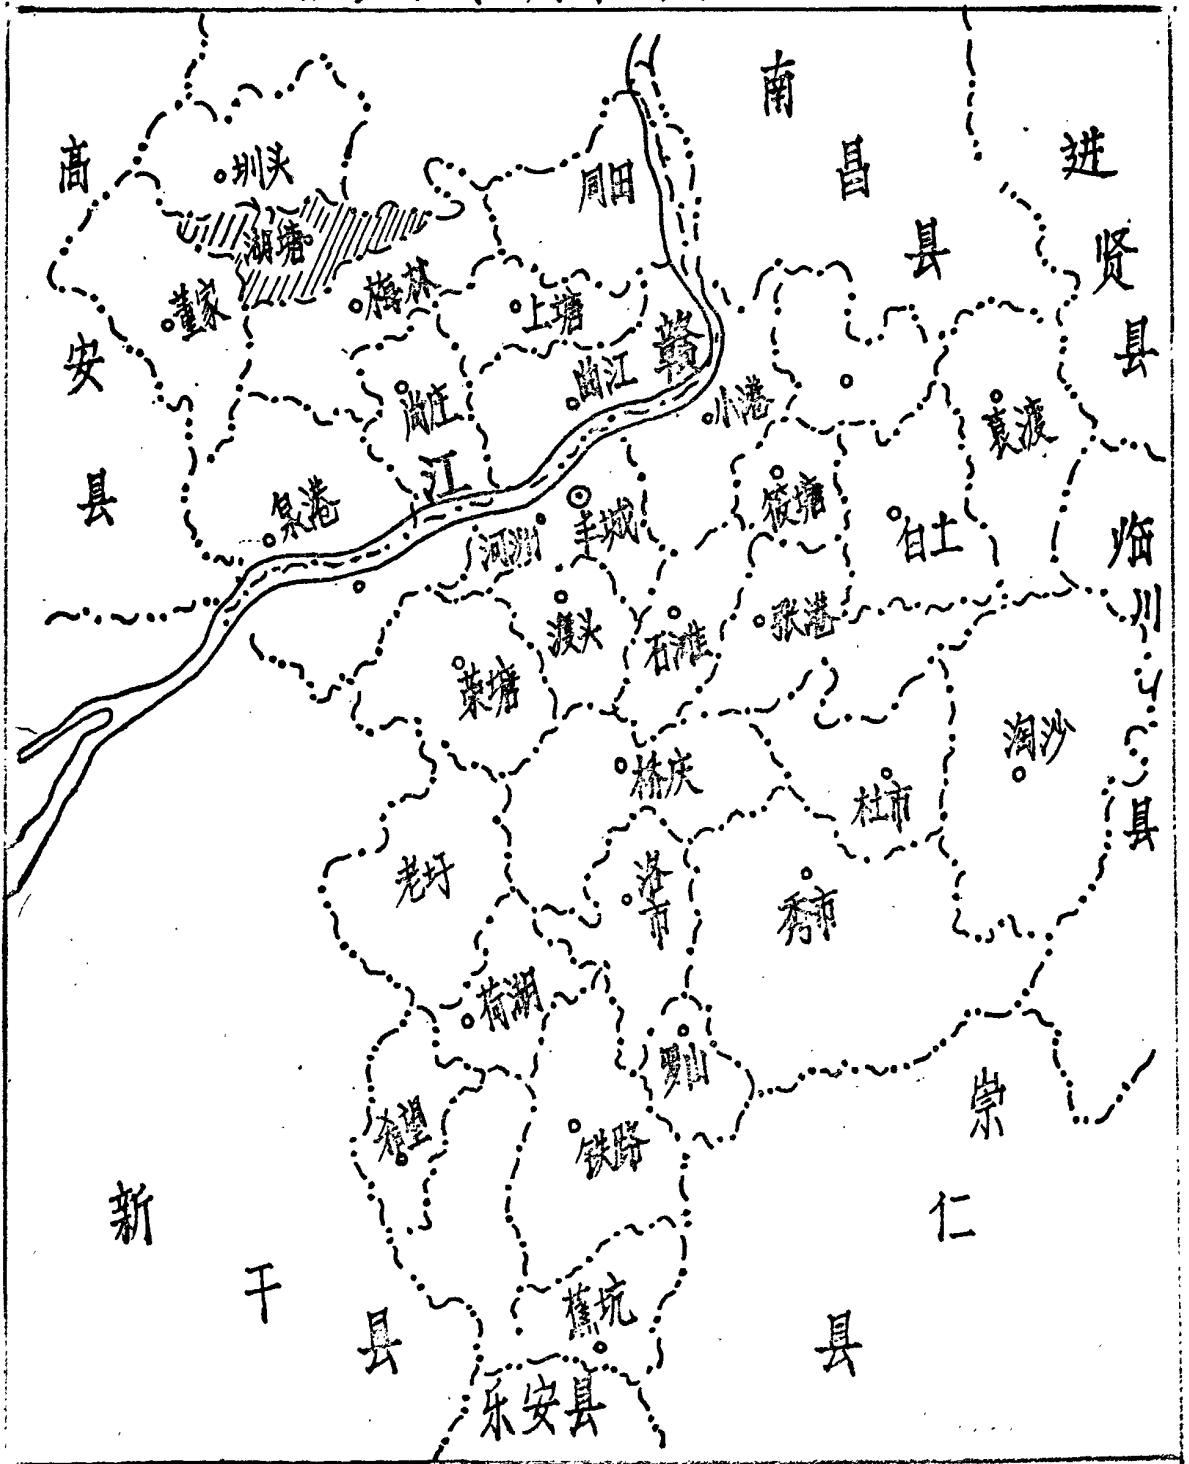 南昌县
进贤县
高安县
圳头
同田
湖塘
董家
梅林
上塘
赣江
曲江
小港
尚庄
袁渡
泉港
丰城
河洲
筱塘
白土
临川县
渡头
石滩
张港
荣塘
淘沙
桥庆
杜市
老圩
洛市
秀市
荷湖
罗山
希望
铁路
崇仁县
新干县
蕉坑
乐安县